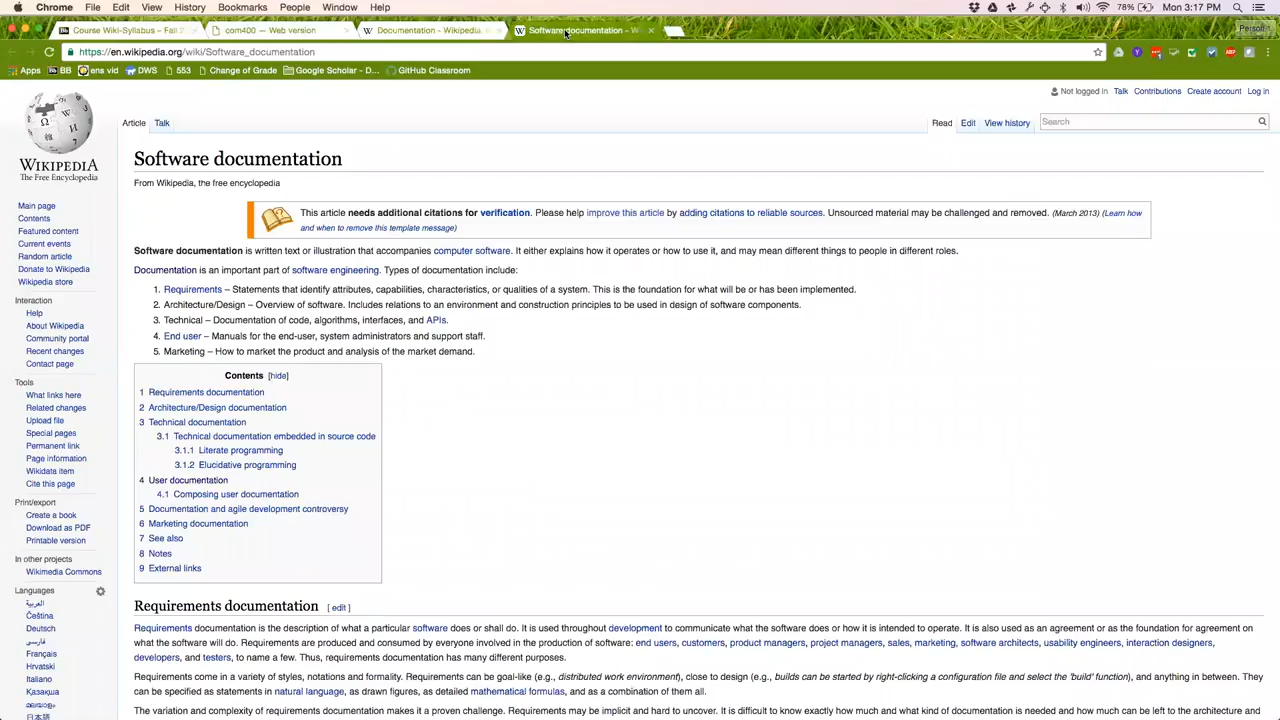 Chrome File Edit View History Bookmarks People Window Help 78% Mon 3:17 PM
Course Wiki-Syllabus – Fall 2 com400 — Web version Documentation - Wikipedia, Software documentation - W Person
https://en.wikipedia.org/wiki/Software_documentation
Apps BB ens vid DWS 553 Change of Grade Google Scholar - D... GitHub Classroom
Not logged in Talk Contributions Create account Log in
Article Talk Read Edit View history Search
WIKIPEDIA
The Free Encyclopedia
Main page
Contents
Featured content
Current events
Random article
Donate to Wikipedia
Wikipedia store
Interaction
Help
About Wikipedia
Community portal
Recent changes
Contact page
Tools
What links here
Related changes
Upload file
Special pages
Permanent link
Page information
Wikidata item
Cite this page
Print/export
Create a book
Download as PDF
Printable version
In other projects
Wikimedia Commons
Languages
العربية
Čeština
Deutsch
فارسی
Français
Hrvatski
Italiano
Қазақша
മലയാളം
日本語
Software documentation
From Wikipedia, the free encyclopedia
This article needs additional citations for verification. Please help improve this article by adding citations to reliable sources. Unsourced material may be challenged and removed. (March 2013) (Learn how
and when to remove this template message)
Software documentation is written text or illustration that accompanies computer software. It either explains how it operates or how to use it, and may mean different things to people in different roles.
Documentation is an important part of software engineering. Types of documentation include:
1. Requirements – Statements that identify attributes, capabilities, characteristics, or qualities of a system. This is the foundation for what will be or has been implemented.
2. Architecture/Design – Overview of software. Includes relations to an environment and construction principles to be used in design of software components.
3. Technical – Documentation of code, algorithms, interfaces, and APIs.
4. End user – Manuals for the end-user, system administrators and support staff.
5. Marketing – How to market the product and analysis of the market demand.
Contents [hide]
1 Requirements documentation
2 Architecture/Design documentation
3 Technical documentation
3.1 Technical documentation embedded in source code
3.1.1 Literate programming
3.1.2 Elucidative programming
4 User documentation
4.1 Composing user documentation
5 Documentation and agile development controversy
6 Marketing documentation
7 See also
8 Notes
9 External links
Requirements documentation [ edit ]
Requirements documentation is the description of what a particular software does or shall do. It is used throughout development to communicate what the software does or how it is intended to operate. It is also used as an agreement or as the foundation for agreement on
what the software will do. Requirements are produced and consumed by everyone involved in the production of software: end users, customers, product managers, project managers, sales, marketing, software architects, usability engineers, interaction designers,
developers, and testers, to name a few. Thus, requirements documentation has many different purposes.
Requirements come in a variety of styles, notations and formality. Requirements can be goal-like (e.g., distributed work environment), close to design (e.g., builds can be started by right-clicking a configuration file and select the 'build' function), and anything in between. They
can be specified as statements in natural language, as drawn figures, as detailed mathematical formulas, and as a combination of them all.
The variation and complexity of requirements documentation makes it a proven challenge. Requirements may be implicit and hard to uncover. It is difficult to know exactly how much and what kind of documentation is needed and how much can be left to the architecture and